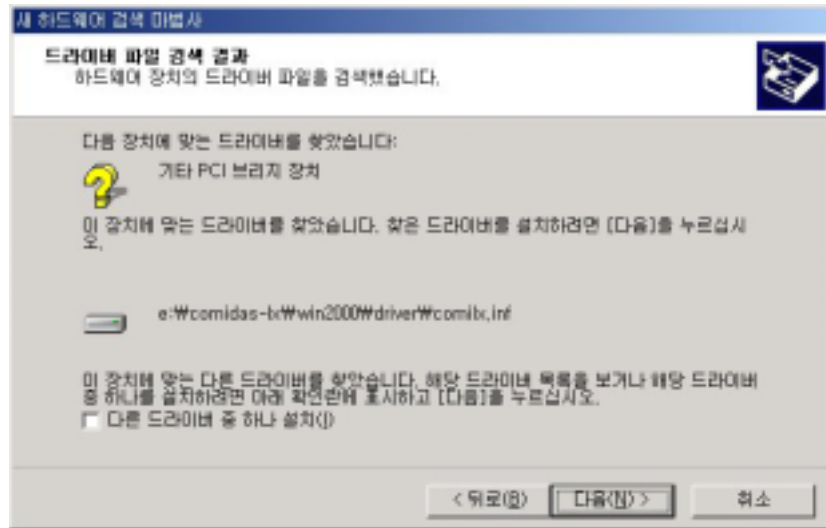 새 하드웨어 검색 마법사
드라이버 파일 검색 결과
하드웨어 장치의 드라이버 파일을 검색했습니다.
다음 장치에 맞는 드라이버를 찾았습니다:
기타 PCI 브리지 장치
이 장치에 맞는 드라이버를 찾았습니다. 찾은 드라이버를 설치하려면 [다음]을 누르십시
오.
e:₩comidas-lx₩win2000₩driver₩comilx.inf
이 장치에 맞는 다른 드라이버를 찾았습니다. 해당 드라이버 목록을 보거나 해당 드라이버
중 하나를 설치하려면 아래 확인란에 표시하고 [다음]을 누르십시오.
다른 드라이버 중 하나 설치(I)
< 뒤로(B) 다음(N) > 취소